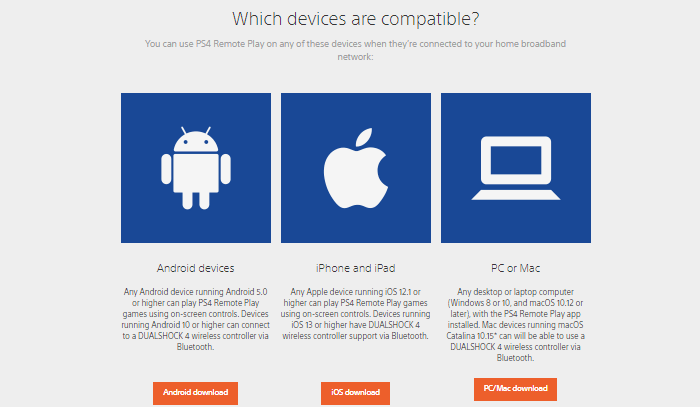 Which devices are compatible?
You can use PS4 Remote Play on any of these devices when they're connected to your home broadband
network:
Android devices
Any Android device running Android 5.0
or higher can play PS4 Remote Play
games using on-screen controls. Devices
running Android 10 or higher can connect
to a DUALSHOCK 4 wireless controller via
Bluetooth.
Android download
iPhone and iPad
Any Apple device running iOS 12.1
or higher can play PS4 Remote Play
games using on-screen controls. Devices
running iOS 13 or higher have DUALSHOCK 4
wireless controller support via Bluetooth.
iOS download
PC or Mac
Any desktop or laptop computer
(Windows 8 or 10, and macOS 10.12 or
later), with the PS4 Remote Play app
installed. Mac devices running macOS
Catalina 10.15* can will be able to use a
DUALSHOCK 4 wireless controller via
Bluetooth.
PC/Mac download